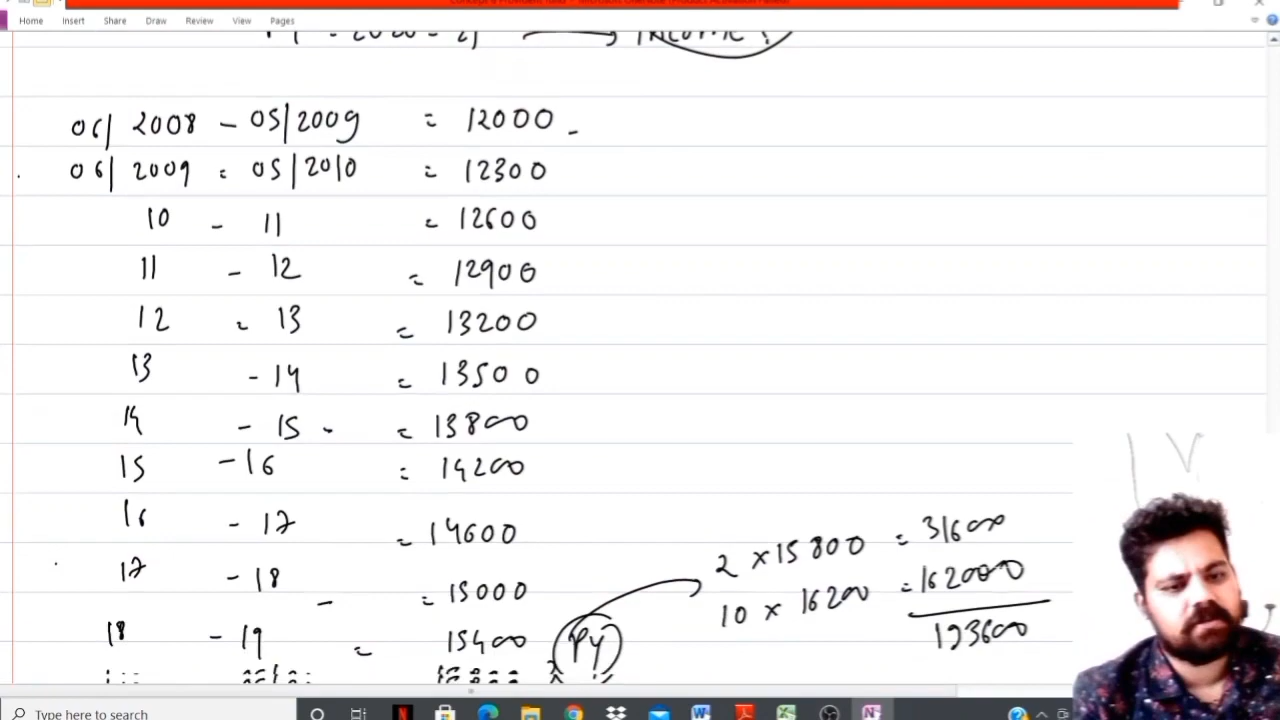 Home Insert Share Draw Review View Pages
06/ 2008 - 05/2009 = 12000 -
06/ 2009 = 05/2010 = 12300
10 - 11 = 12600
11 - 12 = 12900
12 = 13 = 13200
13 - 14 = 13500
14 - 15 - = 13800
15 - 16 = 14200
16 - 17 = 14600
17 - 18 - = 15000
18 - 19 = 15400
PY
2 x 15800 = 31600
10 x 16200 = 162000
193600
Type here to search